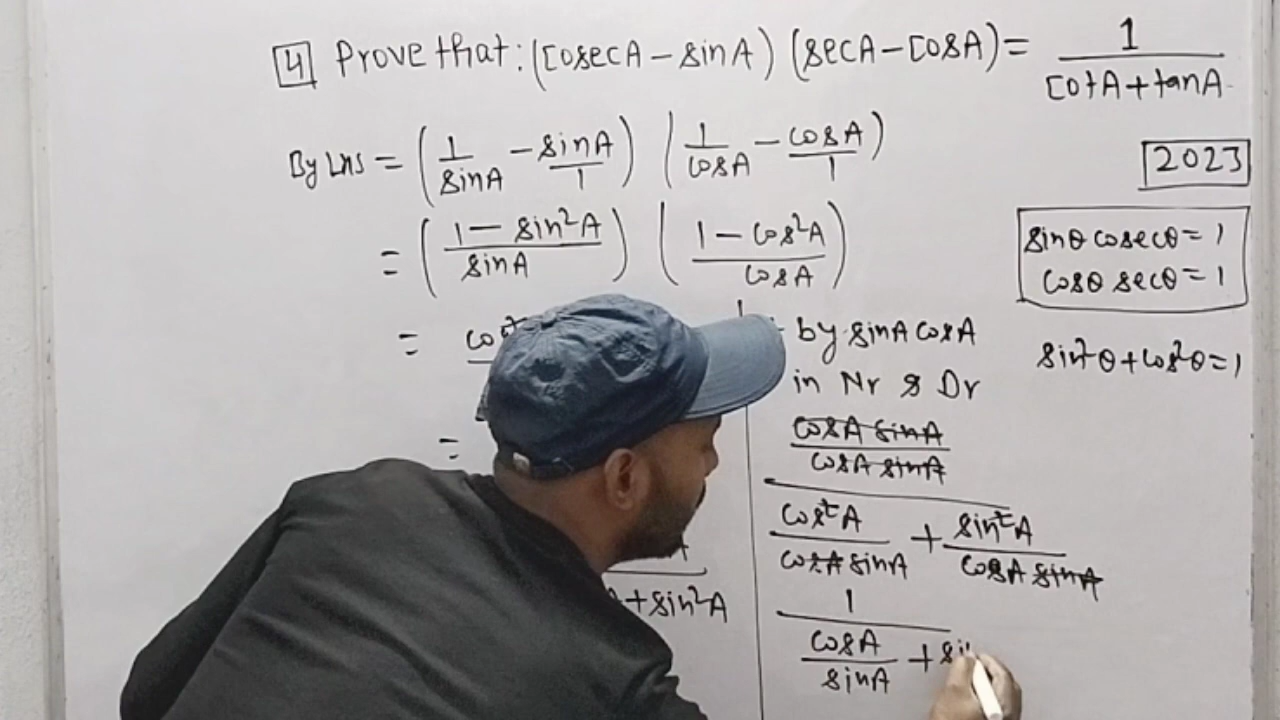 4 Prove that: (cosecA - sinA) (secA - cosA) = 1/(cotA + tanA)
By LHS = (1/sinA - sinA/1) (1/cosA - cosA/1)
2023
= ((1 - sin²A)/sinA) ((1 - cos²A)/cosA)
sinθ cosecθ = 1
cosθ secθ = 1
sin²θ + cos²θ = 1
= cos²
=
+ sin²A
by sinA cosA
in Nr & Dr
cosA sinA/cosA sinA
cos²A/cosA sinA + sin²A/cosA sinA
1
cosA/sinA + si